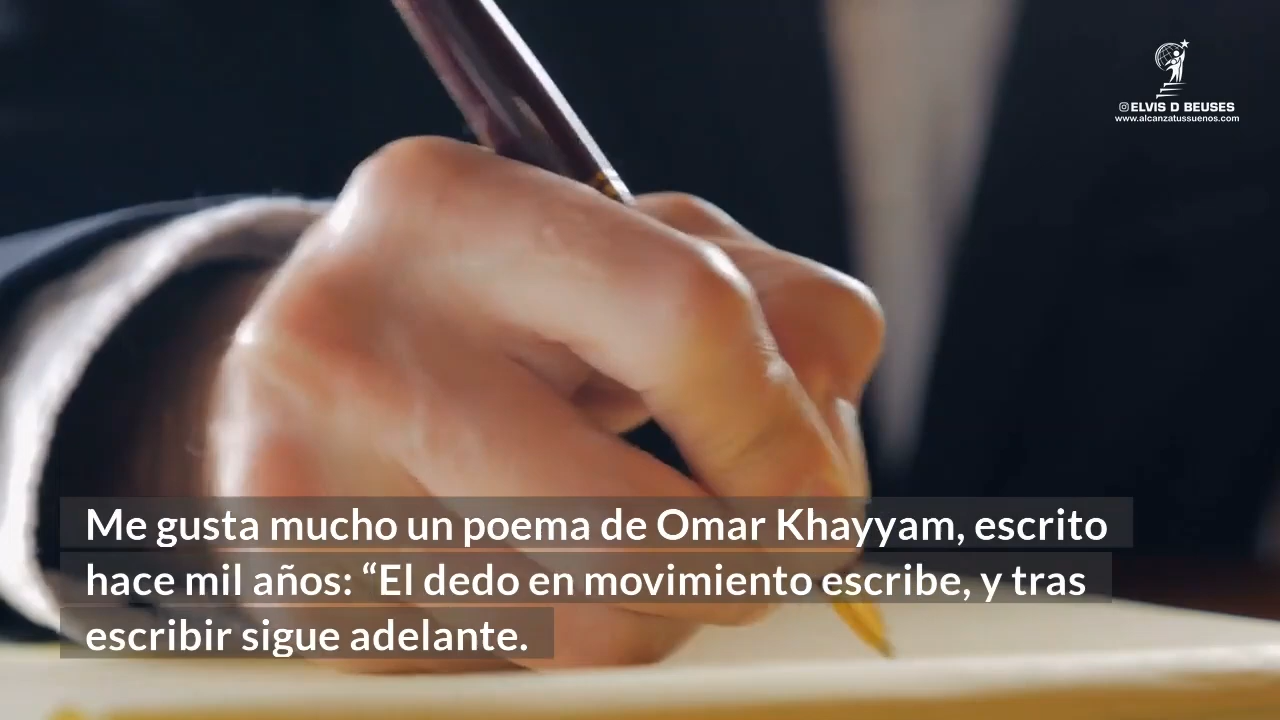 @ELVIS D BEUSES
www.alcanzatussuenos.com
Me gusta mucho un poema de Omar Khayyam, escrito
hace mil años: “El dedo en movimiento escribe, y tras
escribir sigue adelante.